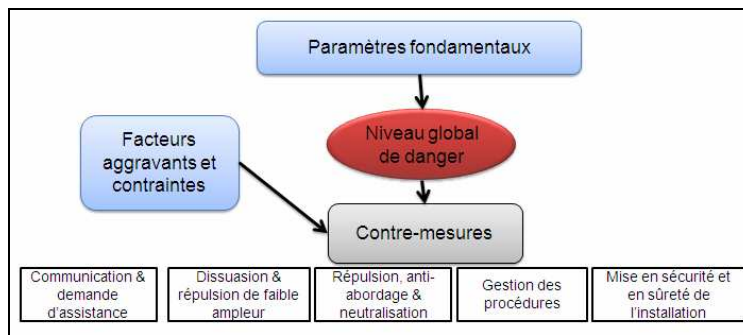 Paramètres fondamentaux
Facteurs
aggravants et
contraintes
Niveau global
de danger
Contre-mesures
Communication &
demande
d'assistance
Dissuasion &
répulsion de faible
ampleur
Répulsion, anti-
abordage &
neutralisation
Gestion des
procédures
Mise en sécurité et
en sûreté de
l'installation